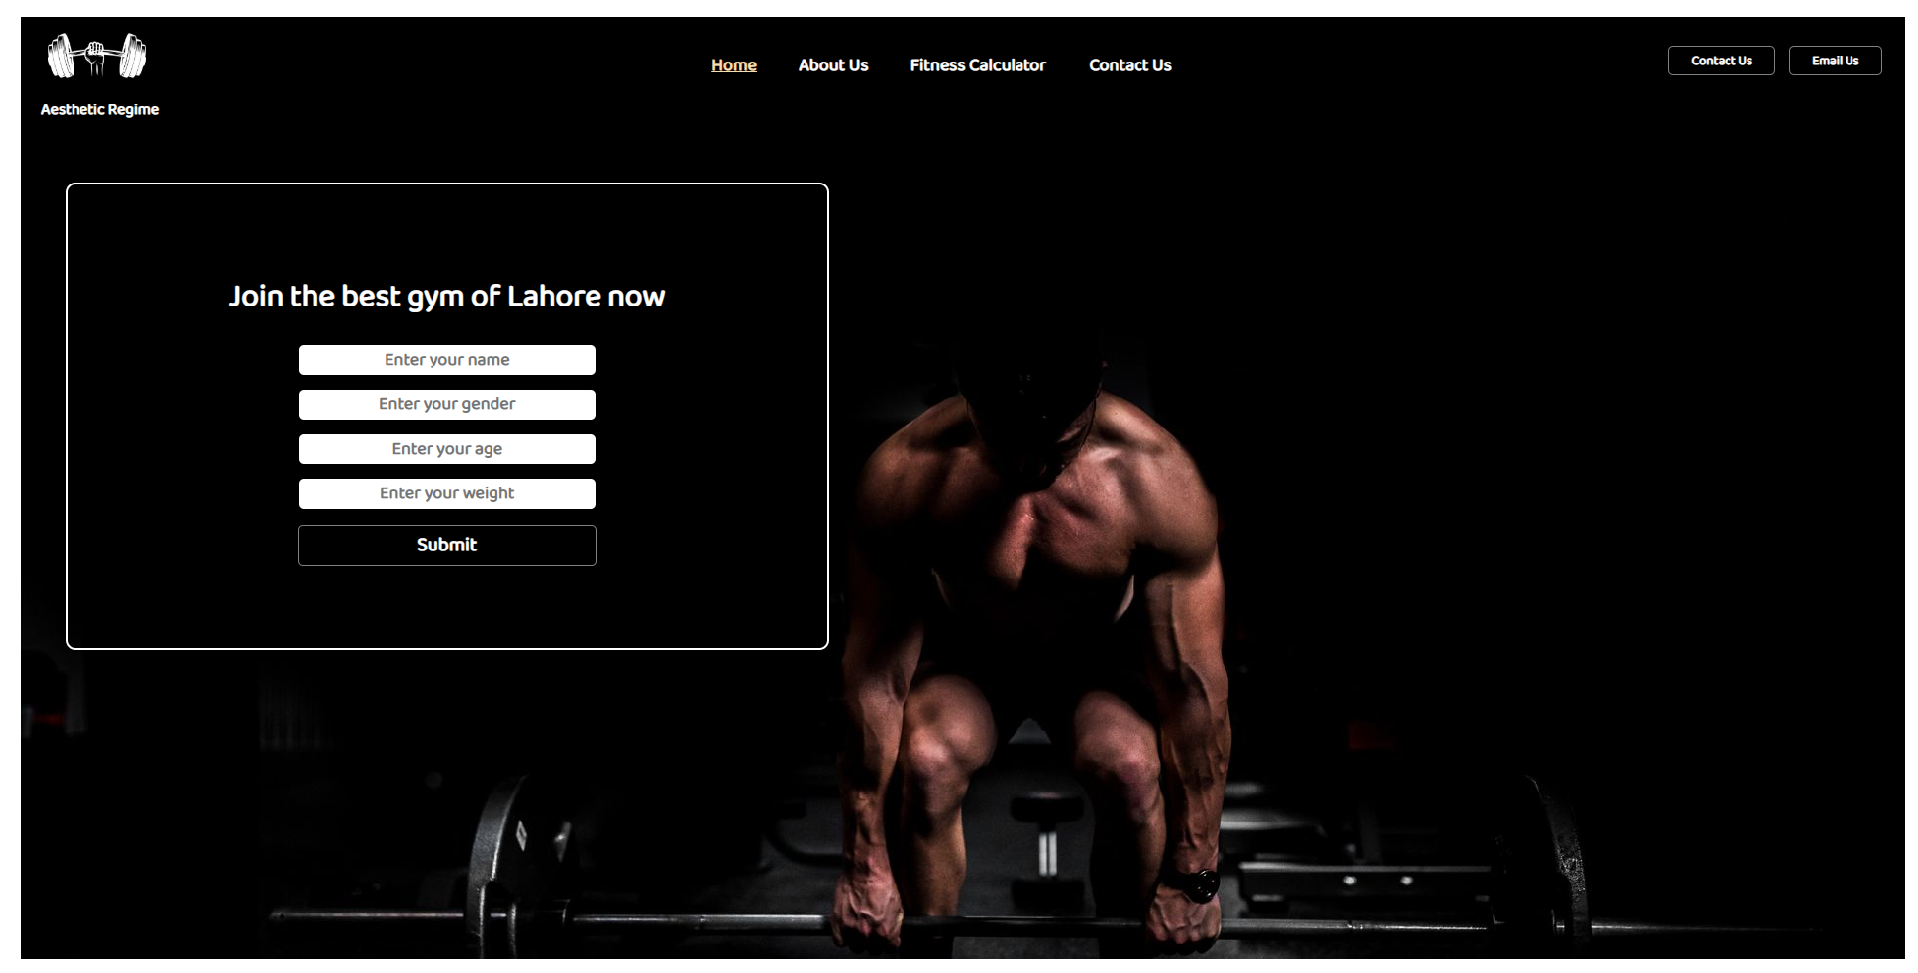 Aesthetic Regime
Home About Us Fitness Calculator Contact Us
Contact Us Email Us
Join the best gym of Lahore now
Enter your name
Enter your gender
Enter your age
Enter your weight
Submit